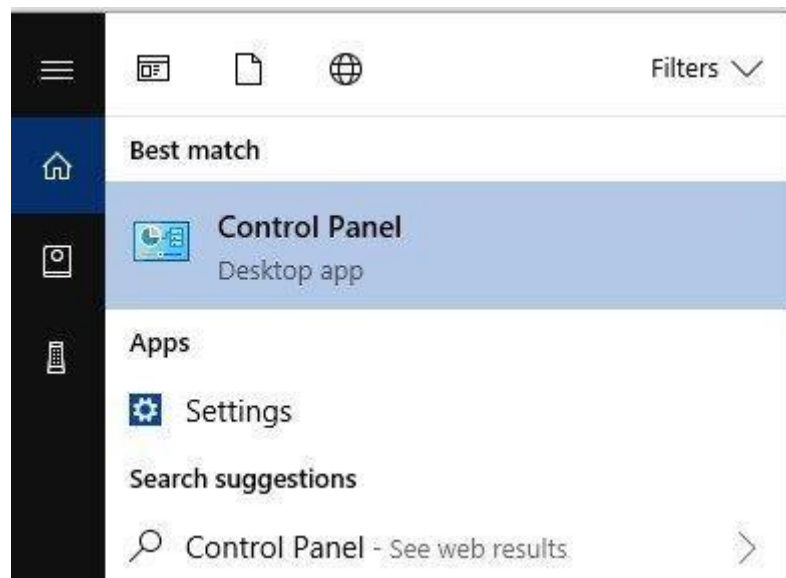 Filters
Best match
Control Panel
Desktop app
Apps
Settings
Search suggestions
Control Panel - See web results